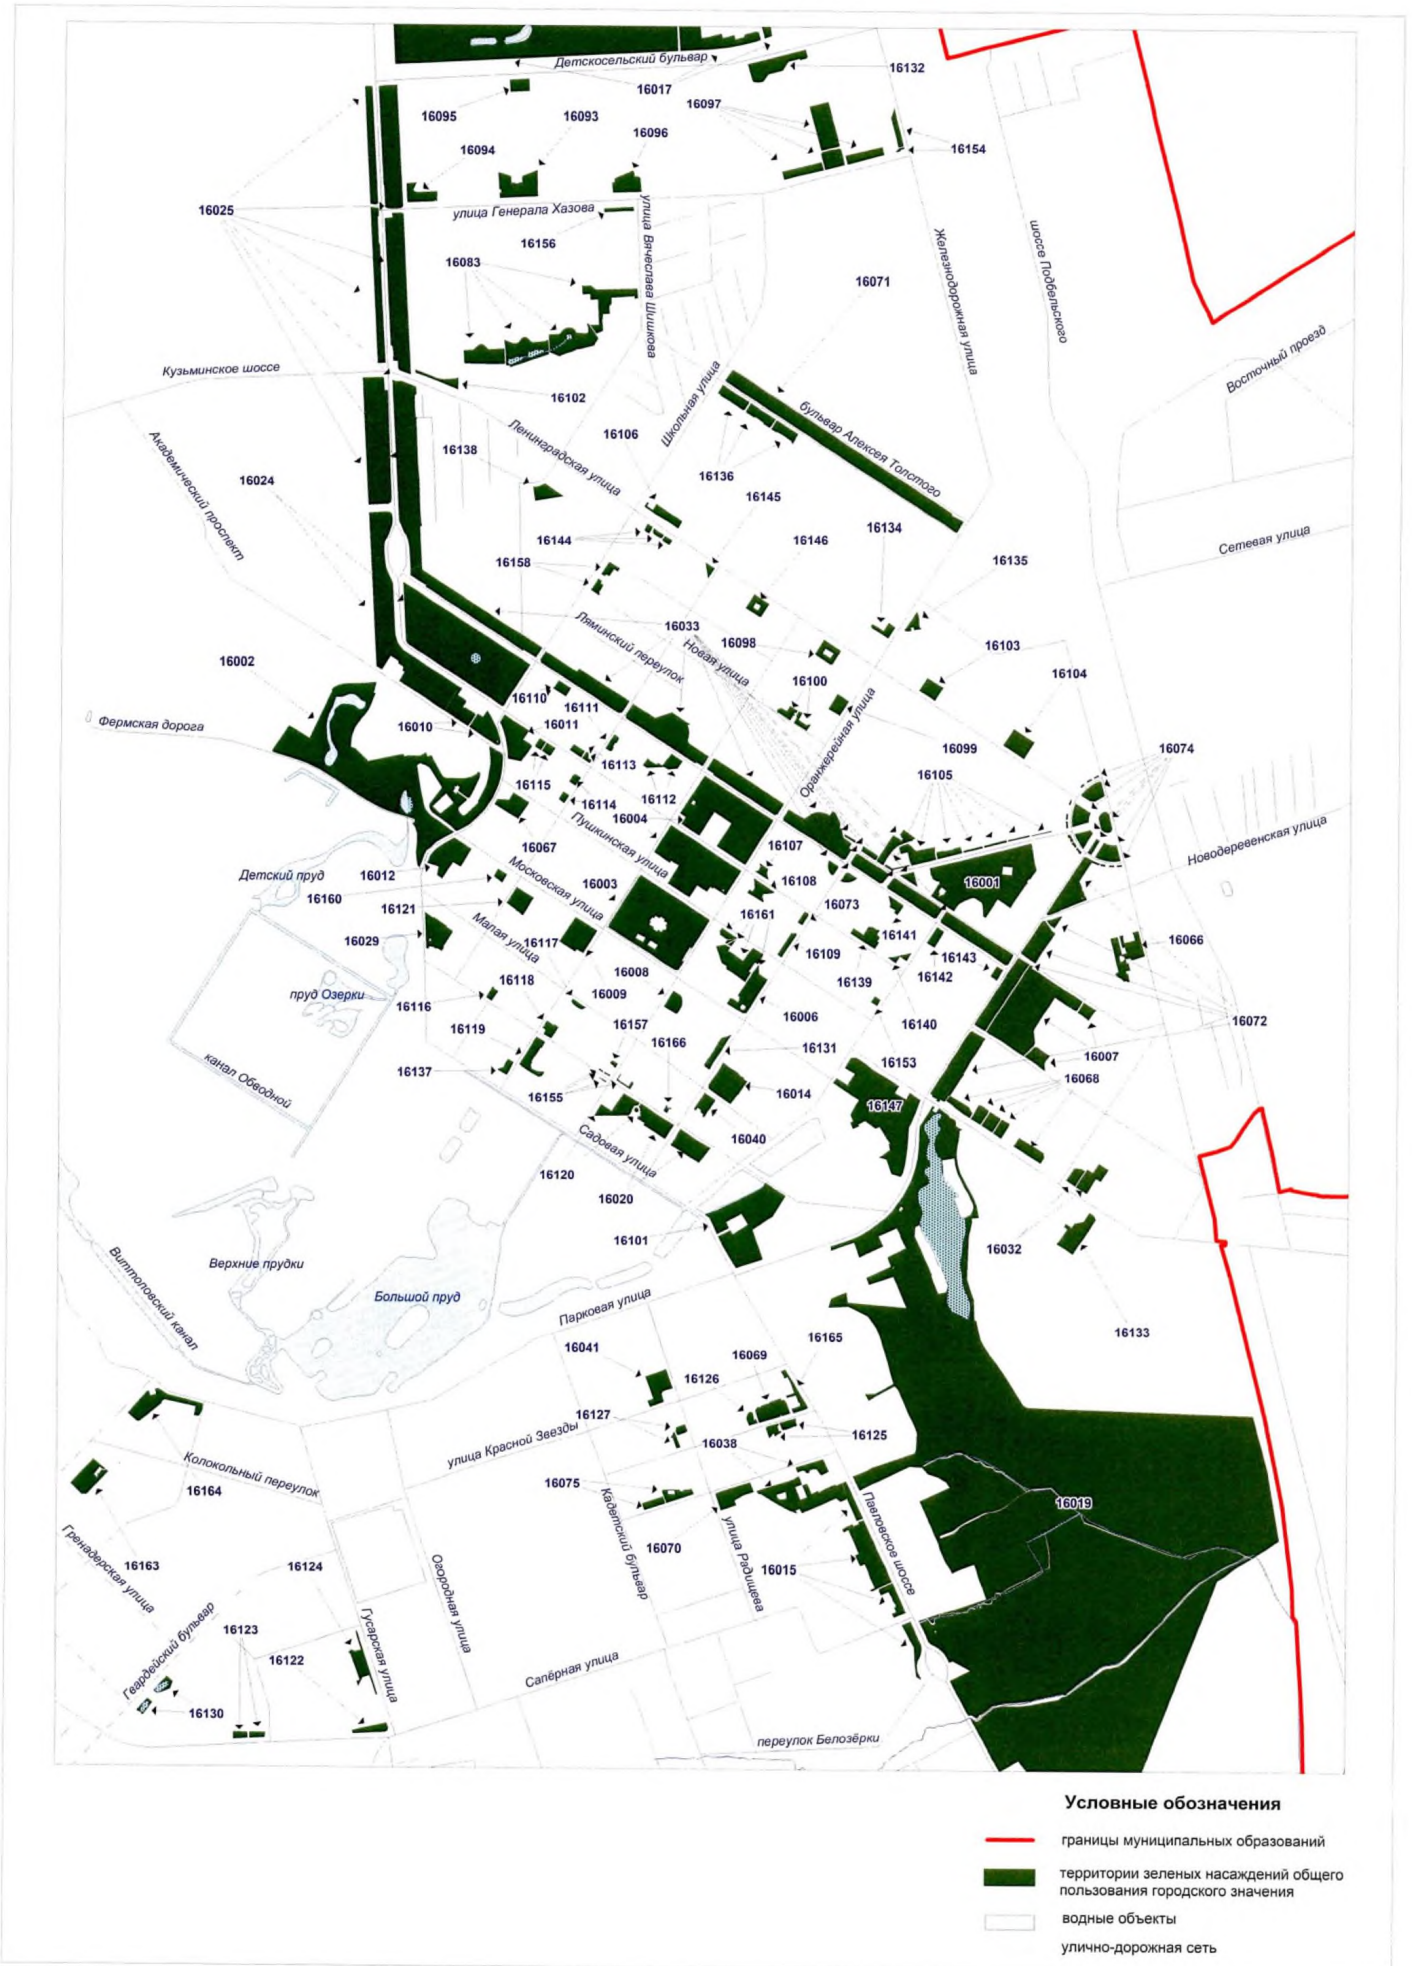 Детскосельский бульвар
16132
16017
16097
16095
16093
16096
16094
16154
16025
улица Генерала Хазова
16156
16083
улица Вячеслава Шишкова
Железнодорожная улица
шоссе Подбельского
16071
Восточный проезд
Кузьминское шоссе
16102
Школьная улица
бульвар Алексея Толстого
16106
Ленинградская улица
Академический проспект
16138
16136
16024
16145
16134
16144
16146
Сетевая улица
16158
16135
16033
16098
Ляминский переулок
Новая улица
16103
16002
16100
16104
16110
16111
Фермская дорога
16010
16011
Оранжерейная улица
16099
16074
16113
16105
16115
16114
16112
16004
Пушкинская улица
16067
16107
Новодеревенская улица
Детский пруд
16012
Московская улица
16003
16108
16001
16160
16121
16073
16161
Малая улица
16029
16117
16141
16066
16109
16143
16118
16008
16139
16142
пруд Озерки
16116
16009
16006
16140
16072
16119
16157
16166
16131
16153
16007
канал Обводной
16137
16068
16155
16014
16147
Садовая улица
16040
16120
16020
16101
16032
Виттоловский канал
Верхние прудки
Большой пруд
Парковая улица
16133
16165
16041
16069
16126
16127
16038
16125
улица Красной Звезды
Колокольный переулок
16164
16075
Кадетский бульвар
Павловское шоссе
16019
16070
улица Радищева
16163
16124
16015
Гренадерская улица
Огородная улица
Гвардейский бульвар
16123
Гусарская улица
16122
Сапёрная улица
16130
переулок Белозёрки
Условные обозначения
границы муниципальных образований
территории зеленых насаждений общего
пользования городского значения
водные объекты
улично-дорожная сеть